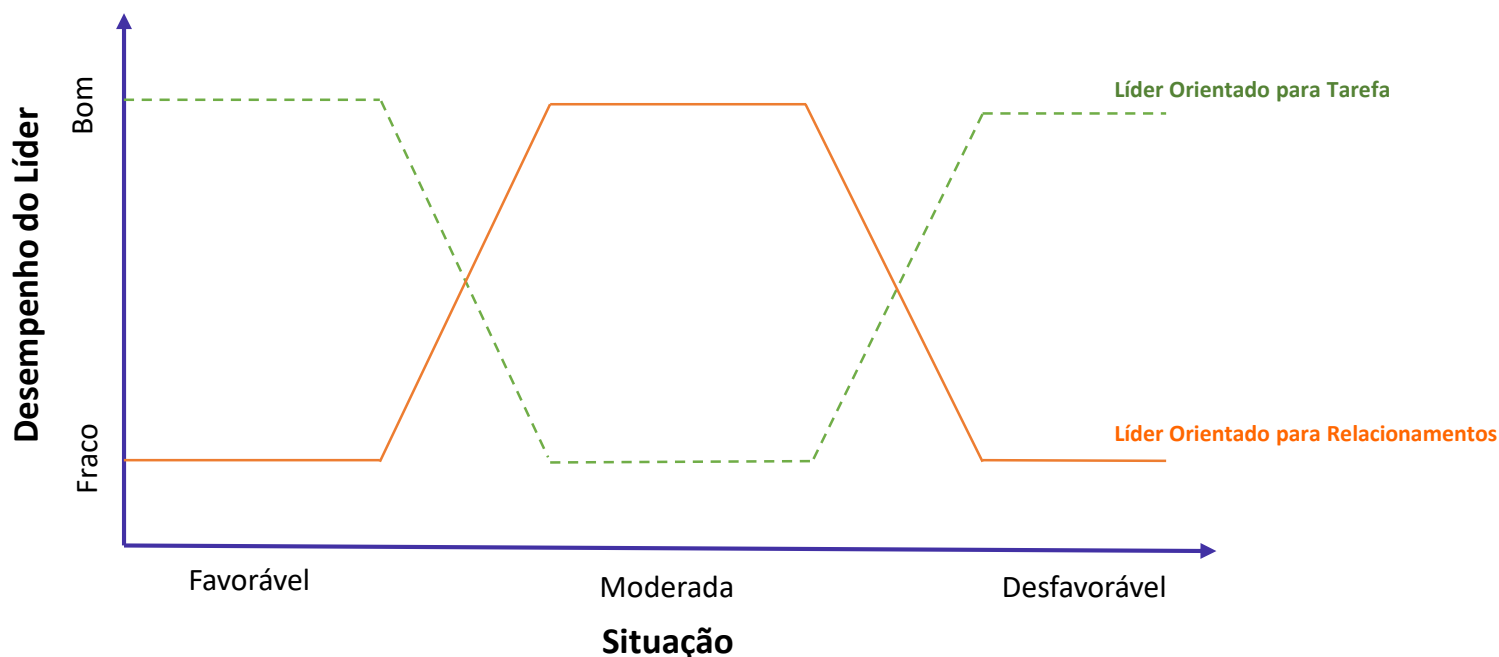 Desempenho do Líder
Bom
Fraco
Líder Orientado para Tarefa
Líder Orientado para Relacionamentos
Favorável
Moderada
Desfavorável
Situação